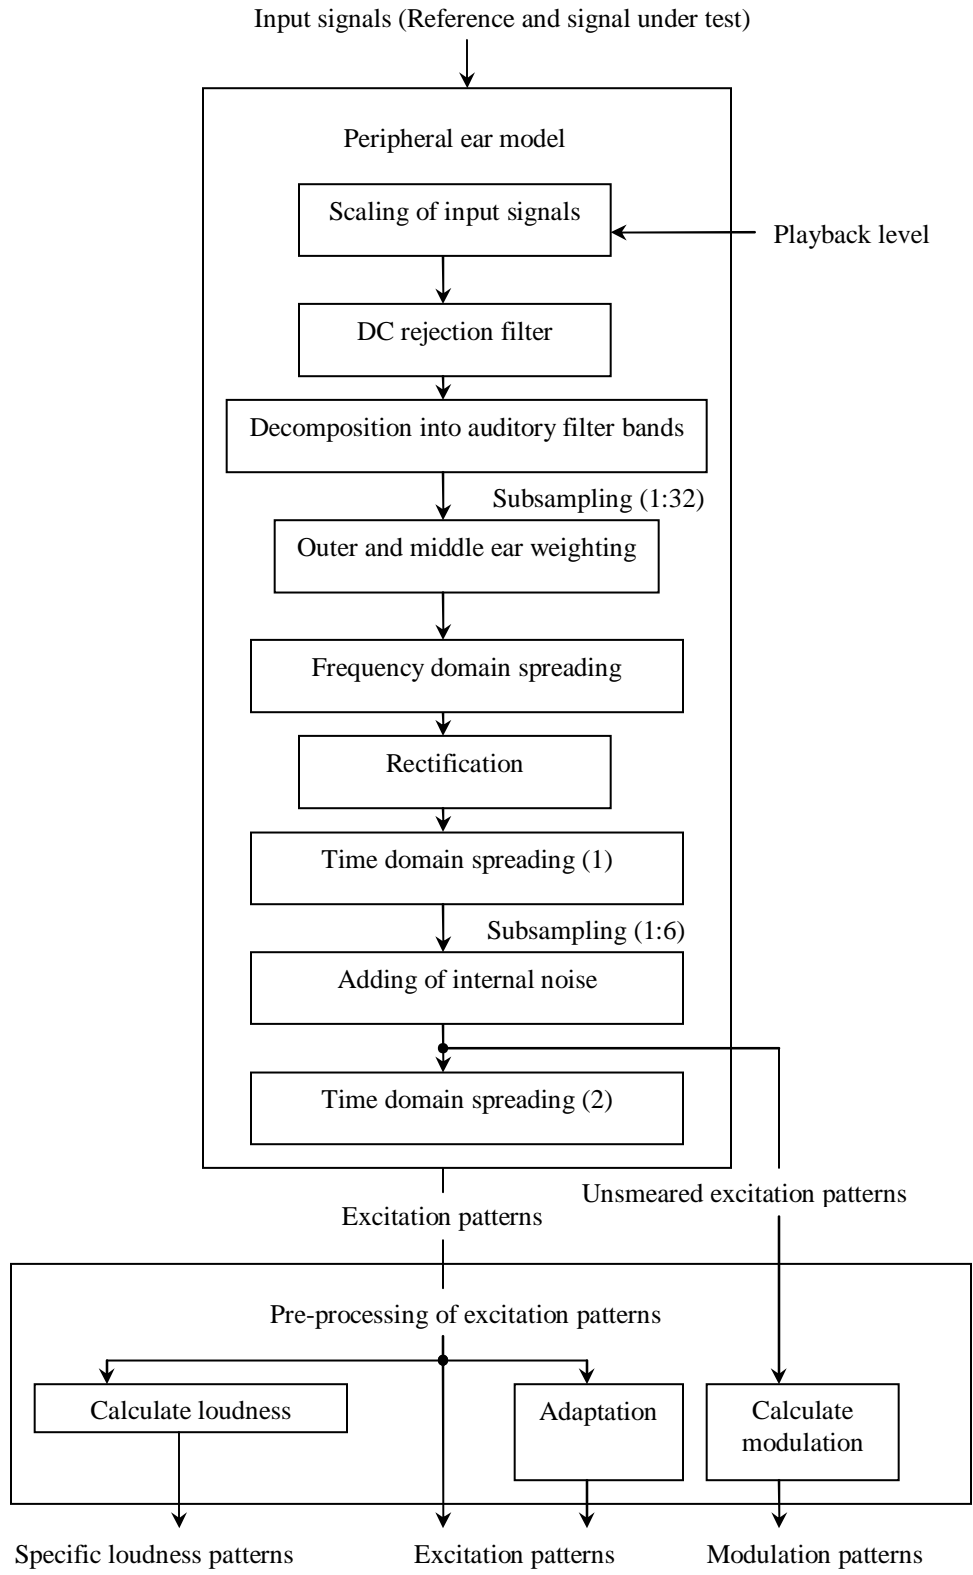 Input signals (Reference and signal under test)
Peripheral ear model
Scaling of input signals
Playback level
DC rejection filter
Decomposition into auditory filter bands
Subsampling (1:32)
Outer and middle ear weighting
Frequency domain spreading
Rectification
Time domain spreading (1)
Subsampling (1:6)
Adding of internal noise
Time domain spreading (2)
Unsmeared excitation patterns
Excitation patterns
Pre-processing of excitation patterns
Calculate loudness
Adaptation
Calculate
modulation
Specific loudness patterns
Excitation patterns
Modulation patterns